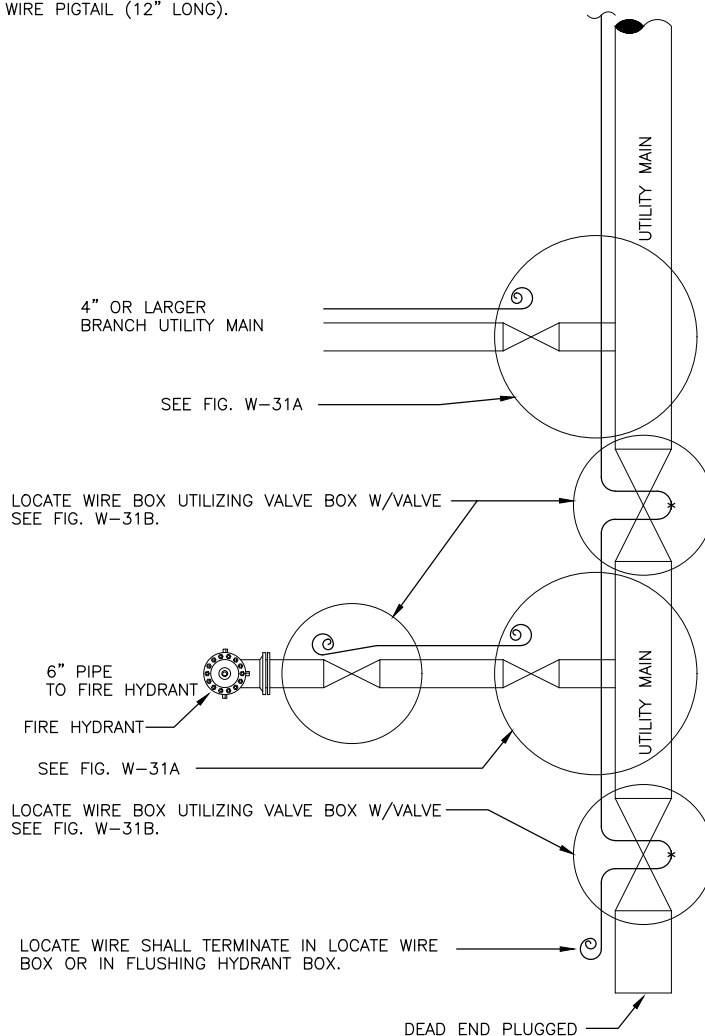 WIRE PIGTAIL (12" LONG).
UTILITY MAIN
4" OR LARGER
BRANCH UTILITY MAIN
SEE FIG. W-31A
LOCATE WIRE BOX UTILIZING VALVE BOX W/VALVE
SEE FIG. W-31B.
6" PIPE
TO FIRE HYDRANT
FIRE HYDRANT
UTILITY MAIN
SEE FIG. W-31A
LOCATE WIRE BOX UTILIZING VALVE BOX W/VALVE
SEE FIG. W-31B.
LOCATE WIRE SHALL TERMINATE IN LOCATE WIRE
BOX OR IN FLUSHING HYDRANT BOX.
DEAD END PLUGGED